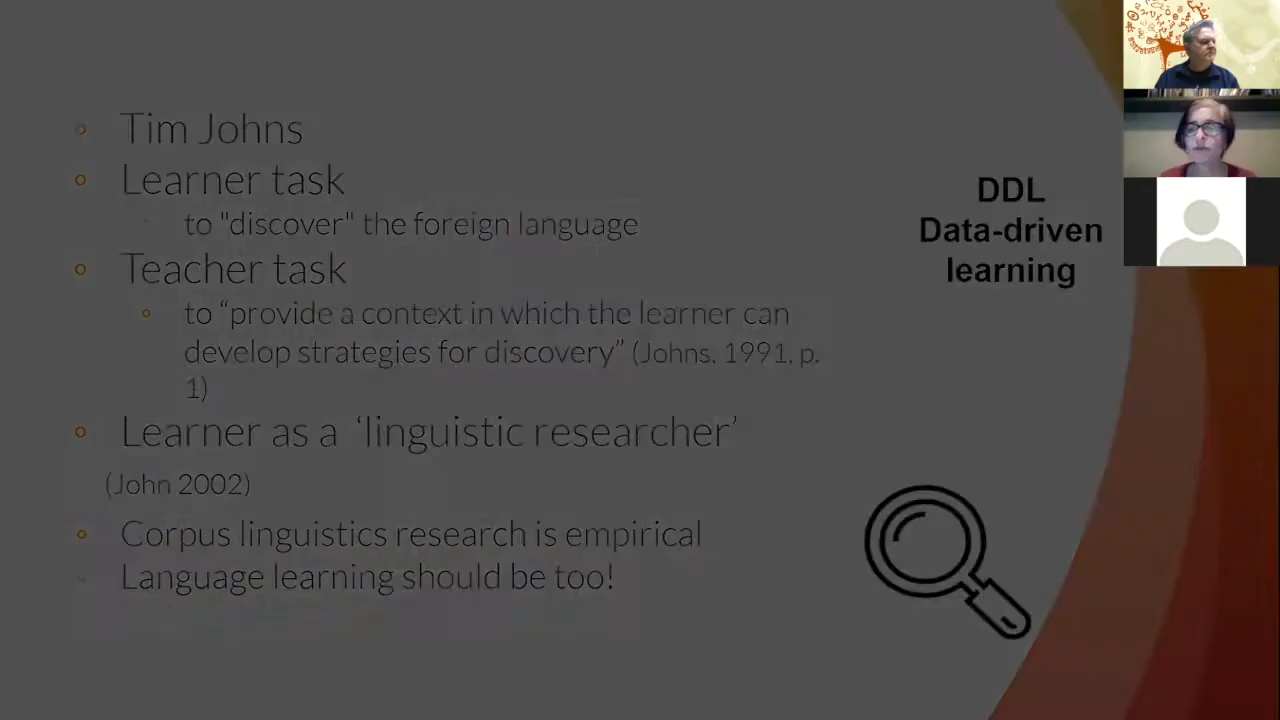 Tim Johns
Learner task
to "discover" the foreign language
Teacher task
to “provide a context in which the learner can
develop strategies for discovery” (Johns, 1991, p.
1)
Learner as a ‘linguistic researcher’
(John 2002)
Corpus linguistics research is empirical
Language learning should be too!
DDL
Data-driven
learning